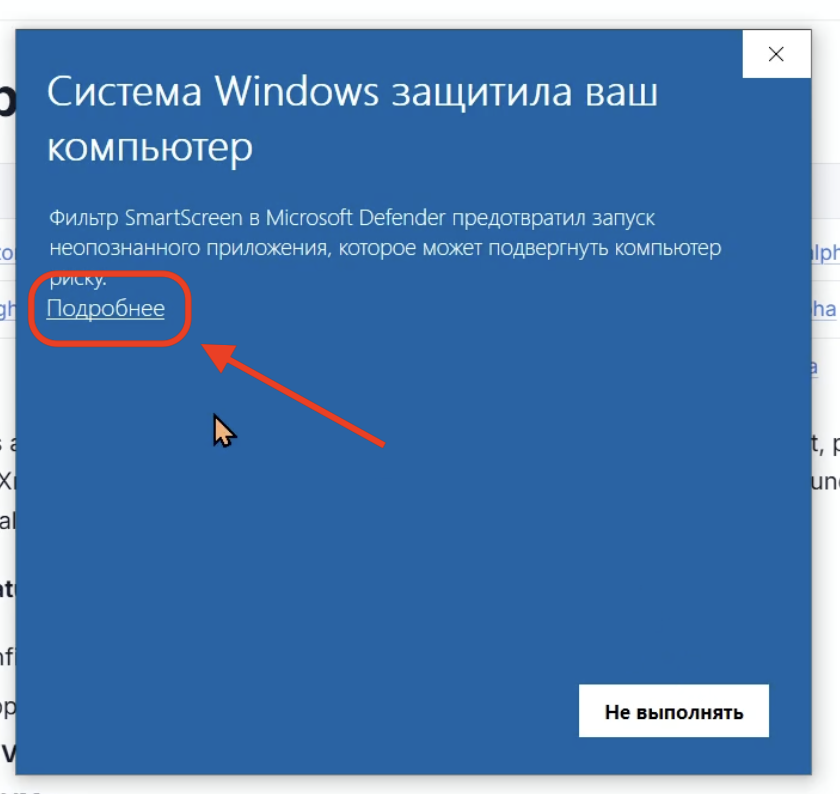 Система Windows защитила ваш
компьютер
Фильтр SmartScreen в Microsoft Defender предотвратил запуск
неопознанного приложения, которое может подвергнуть компьютер
риску.
Подробнее
Не выполнять